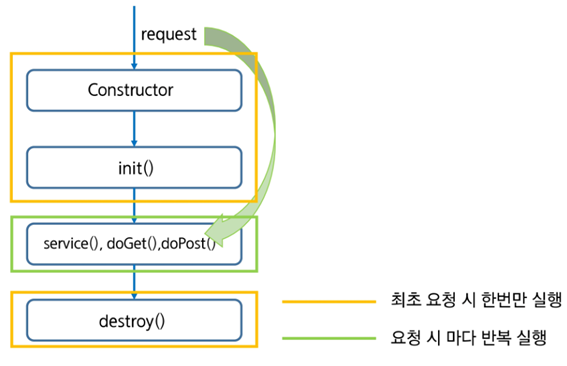 request
Constructor
init()
service(), doGet(),doPost()
destroy()
최초 요청 시 한번만 실행
요청 시 마다 반복 실행